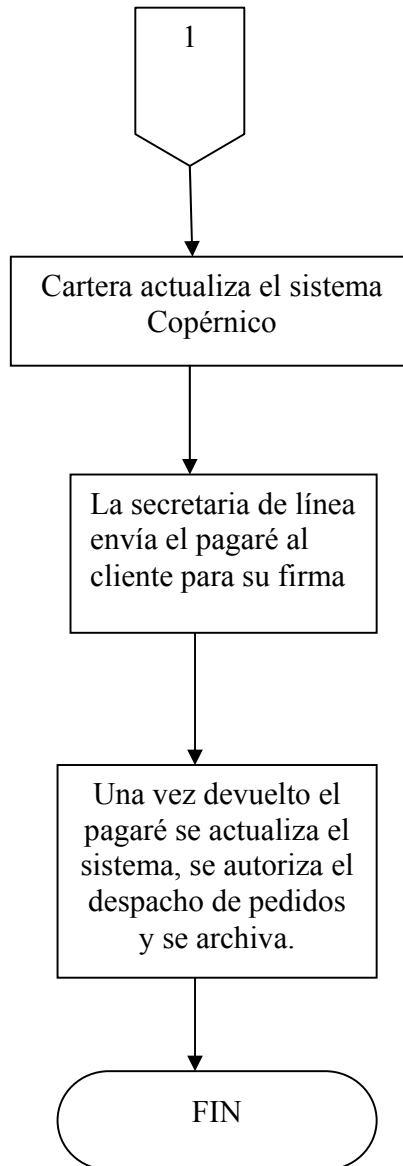 1
Cartera actualiza el sistema
Copérnico
La secretaria de línea
envía el pagaré al
cliente para su firma
Una vez devuelto el
pagaré se actualiza el
sistema, se autoriza el
despacho de pedidos
y se archiva.
FIN